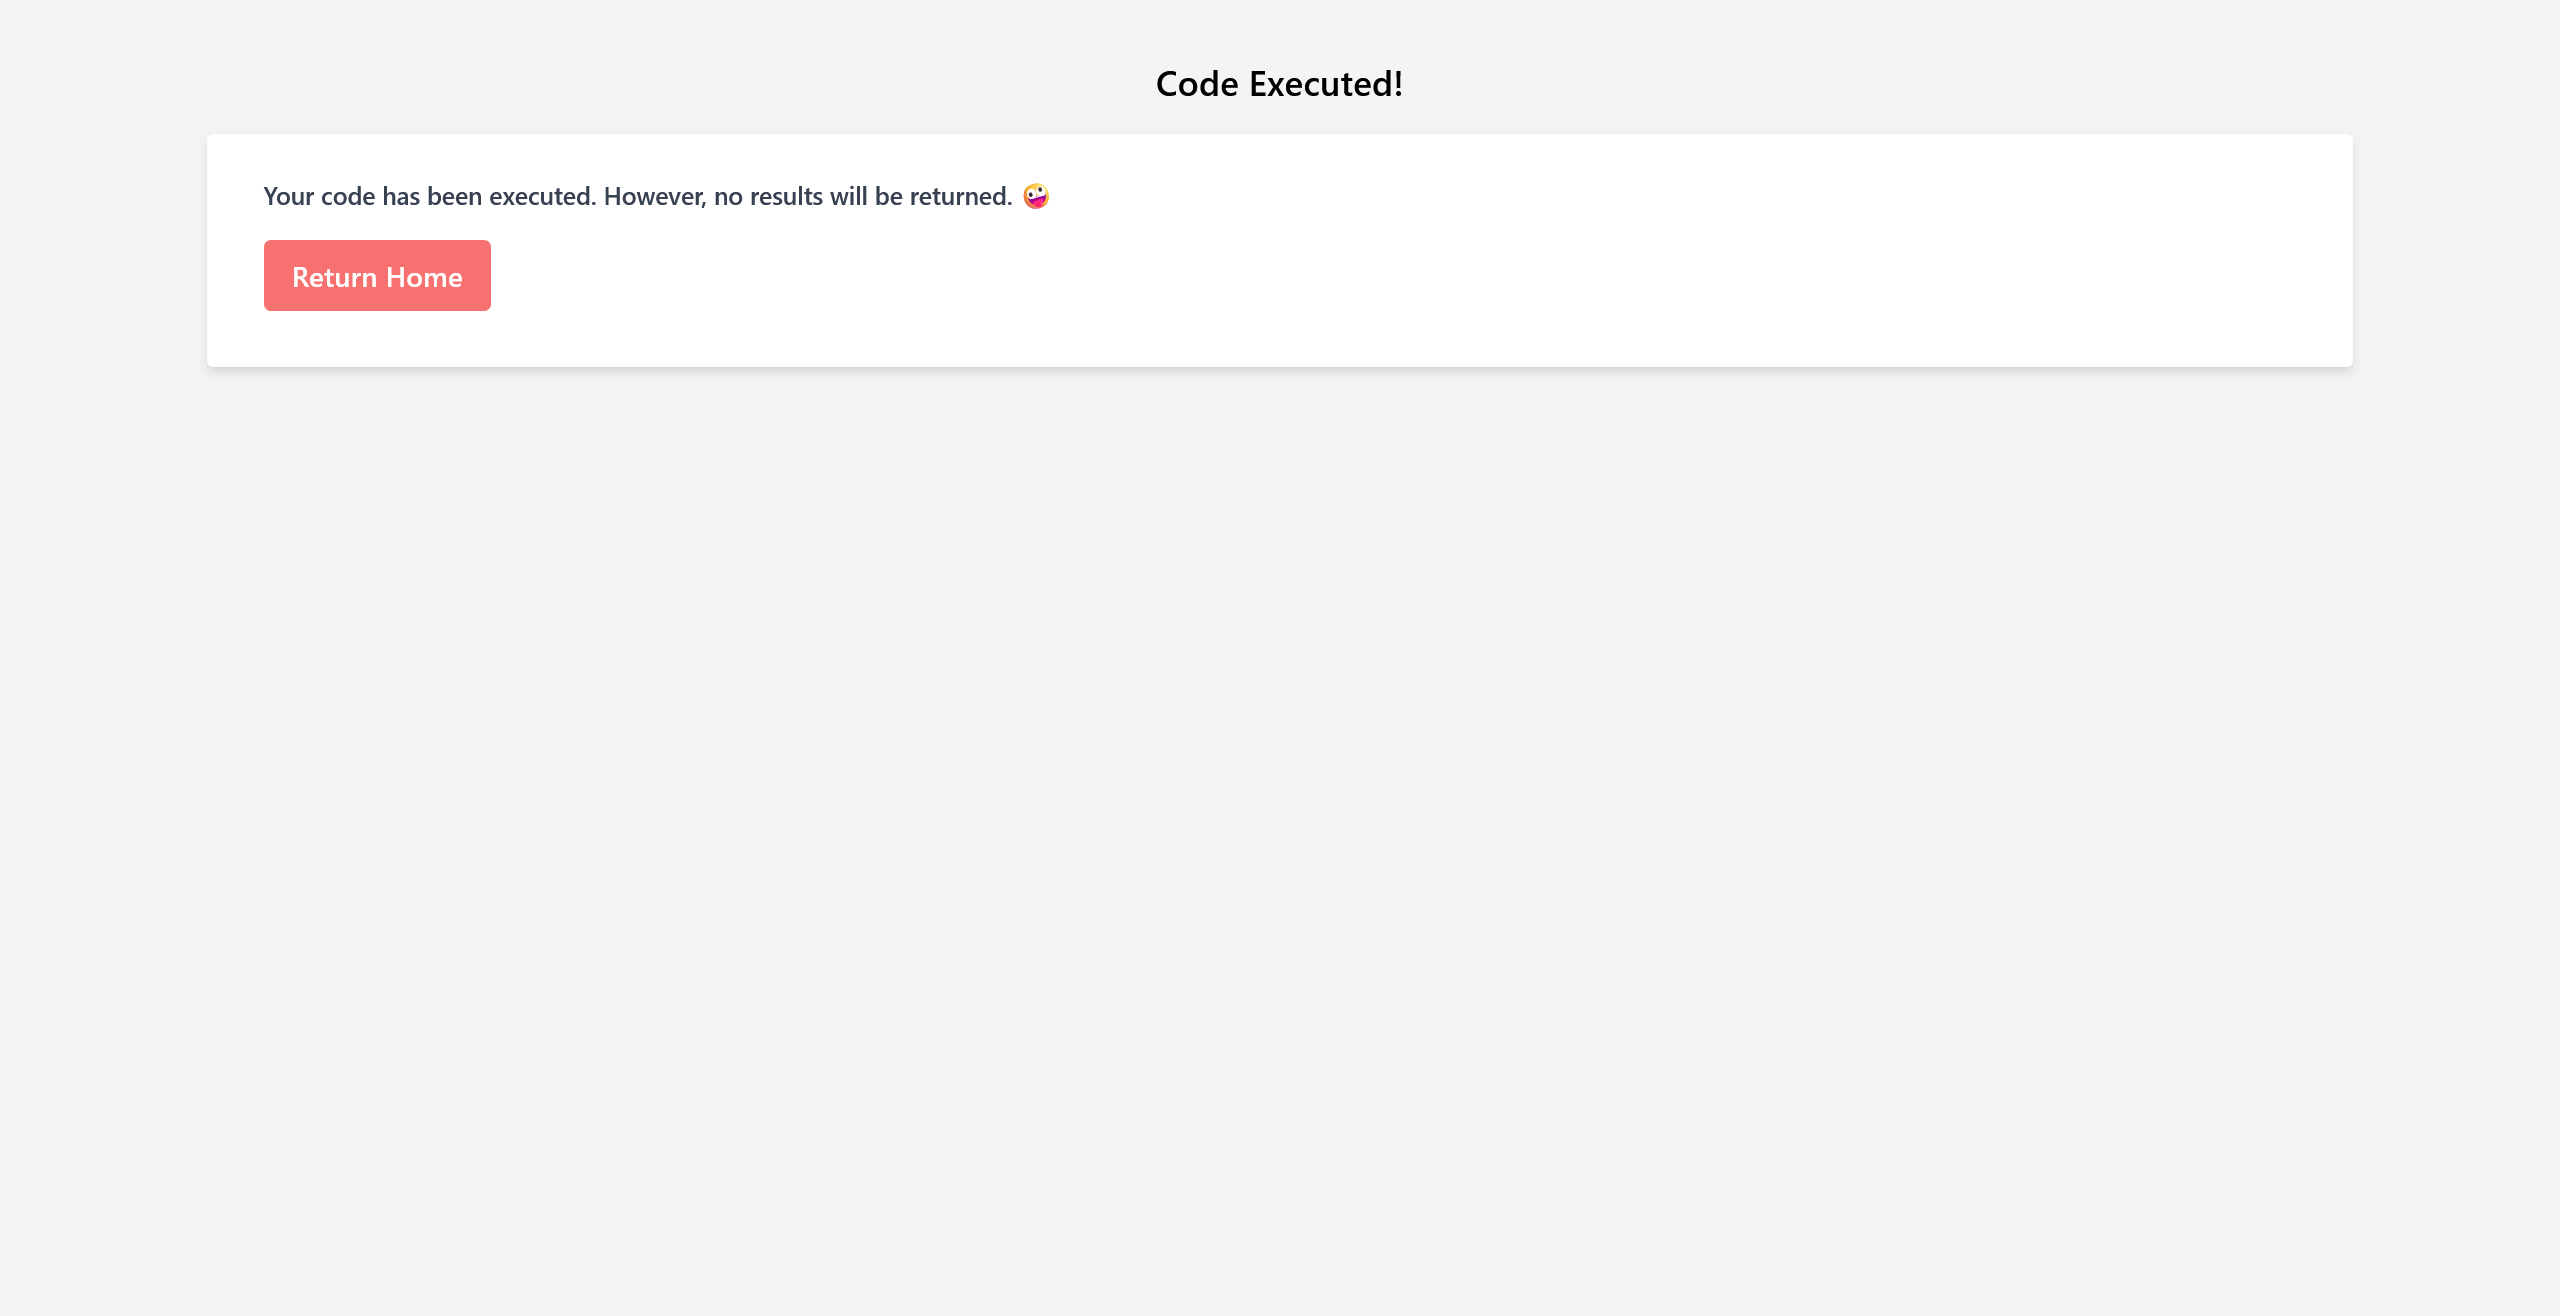 Code Executed!
Your code has been executed. However, no results will be returned. 🤪
Return Home